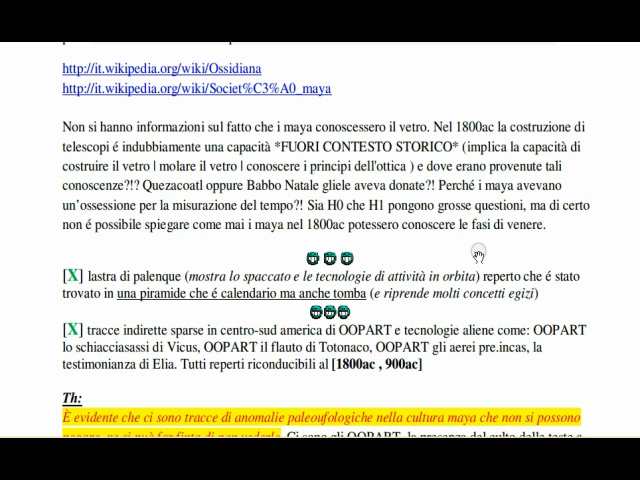 http://it.wikipedia.org/wiki/Ossidiana
http://it.wikipedia.org/wiki/Societ%C3%A0_maya
Non si hanno informazioni sul fatto che i maya conoscessero il vetro. Nel 1800ac la costruzione di
telescopi é indubbiamente una capacità *FUORI CONTESTO STORICO* (implica la capacità di
costruire il vetro | molare il vetro | conoscere i principi dell'ottica ) e dove erano provenute tali
conoscenze?!? Quezacoatl oppure Babbo Natale gliele aveva donate?! Perché i maya avevano
un'ossessione per la misurazione del tempo?! Sia H0 che H1 pongono grosse questioni, ma di certo
non é possibile spiegare come mai i maya nel 1800ac potessero conoscere le fasi di venere.
[X] lastra di palenque (mostra lo spaccato e le tecnologie di attività in orbita) reperto che é stato
trovato in una piramide che é calendario ma anche tomba (e riprende molti concetti egizi)
[X] tracce indirette sparse in centro-sud america di OOPART e tecnologie aliene come: OOPART
lo schiacciasassi di Vicus, OOPART il flauto di Totonaco, OOPART gli aerei pre.incas, la
testimonianza di Elia. Tutti reperti riconducibili al [1800ac , 900ac]
Th:
È evidente che ci sono tracce di anomalie paleoufologiche nella cultura maya che non si possono